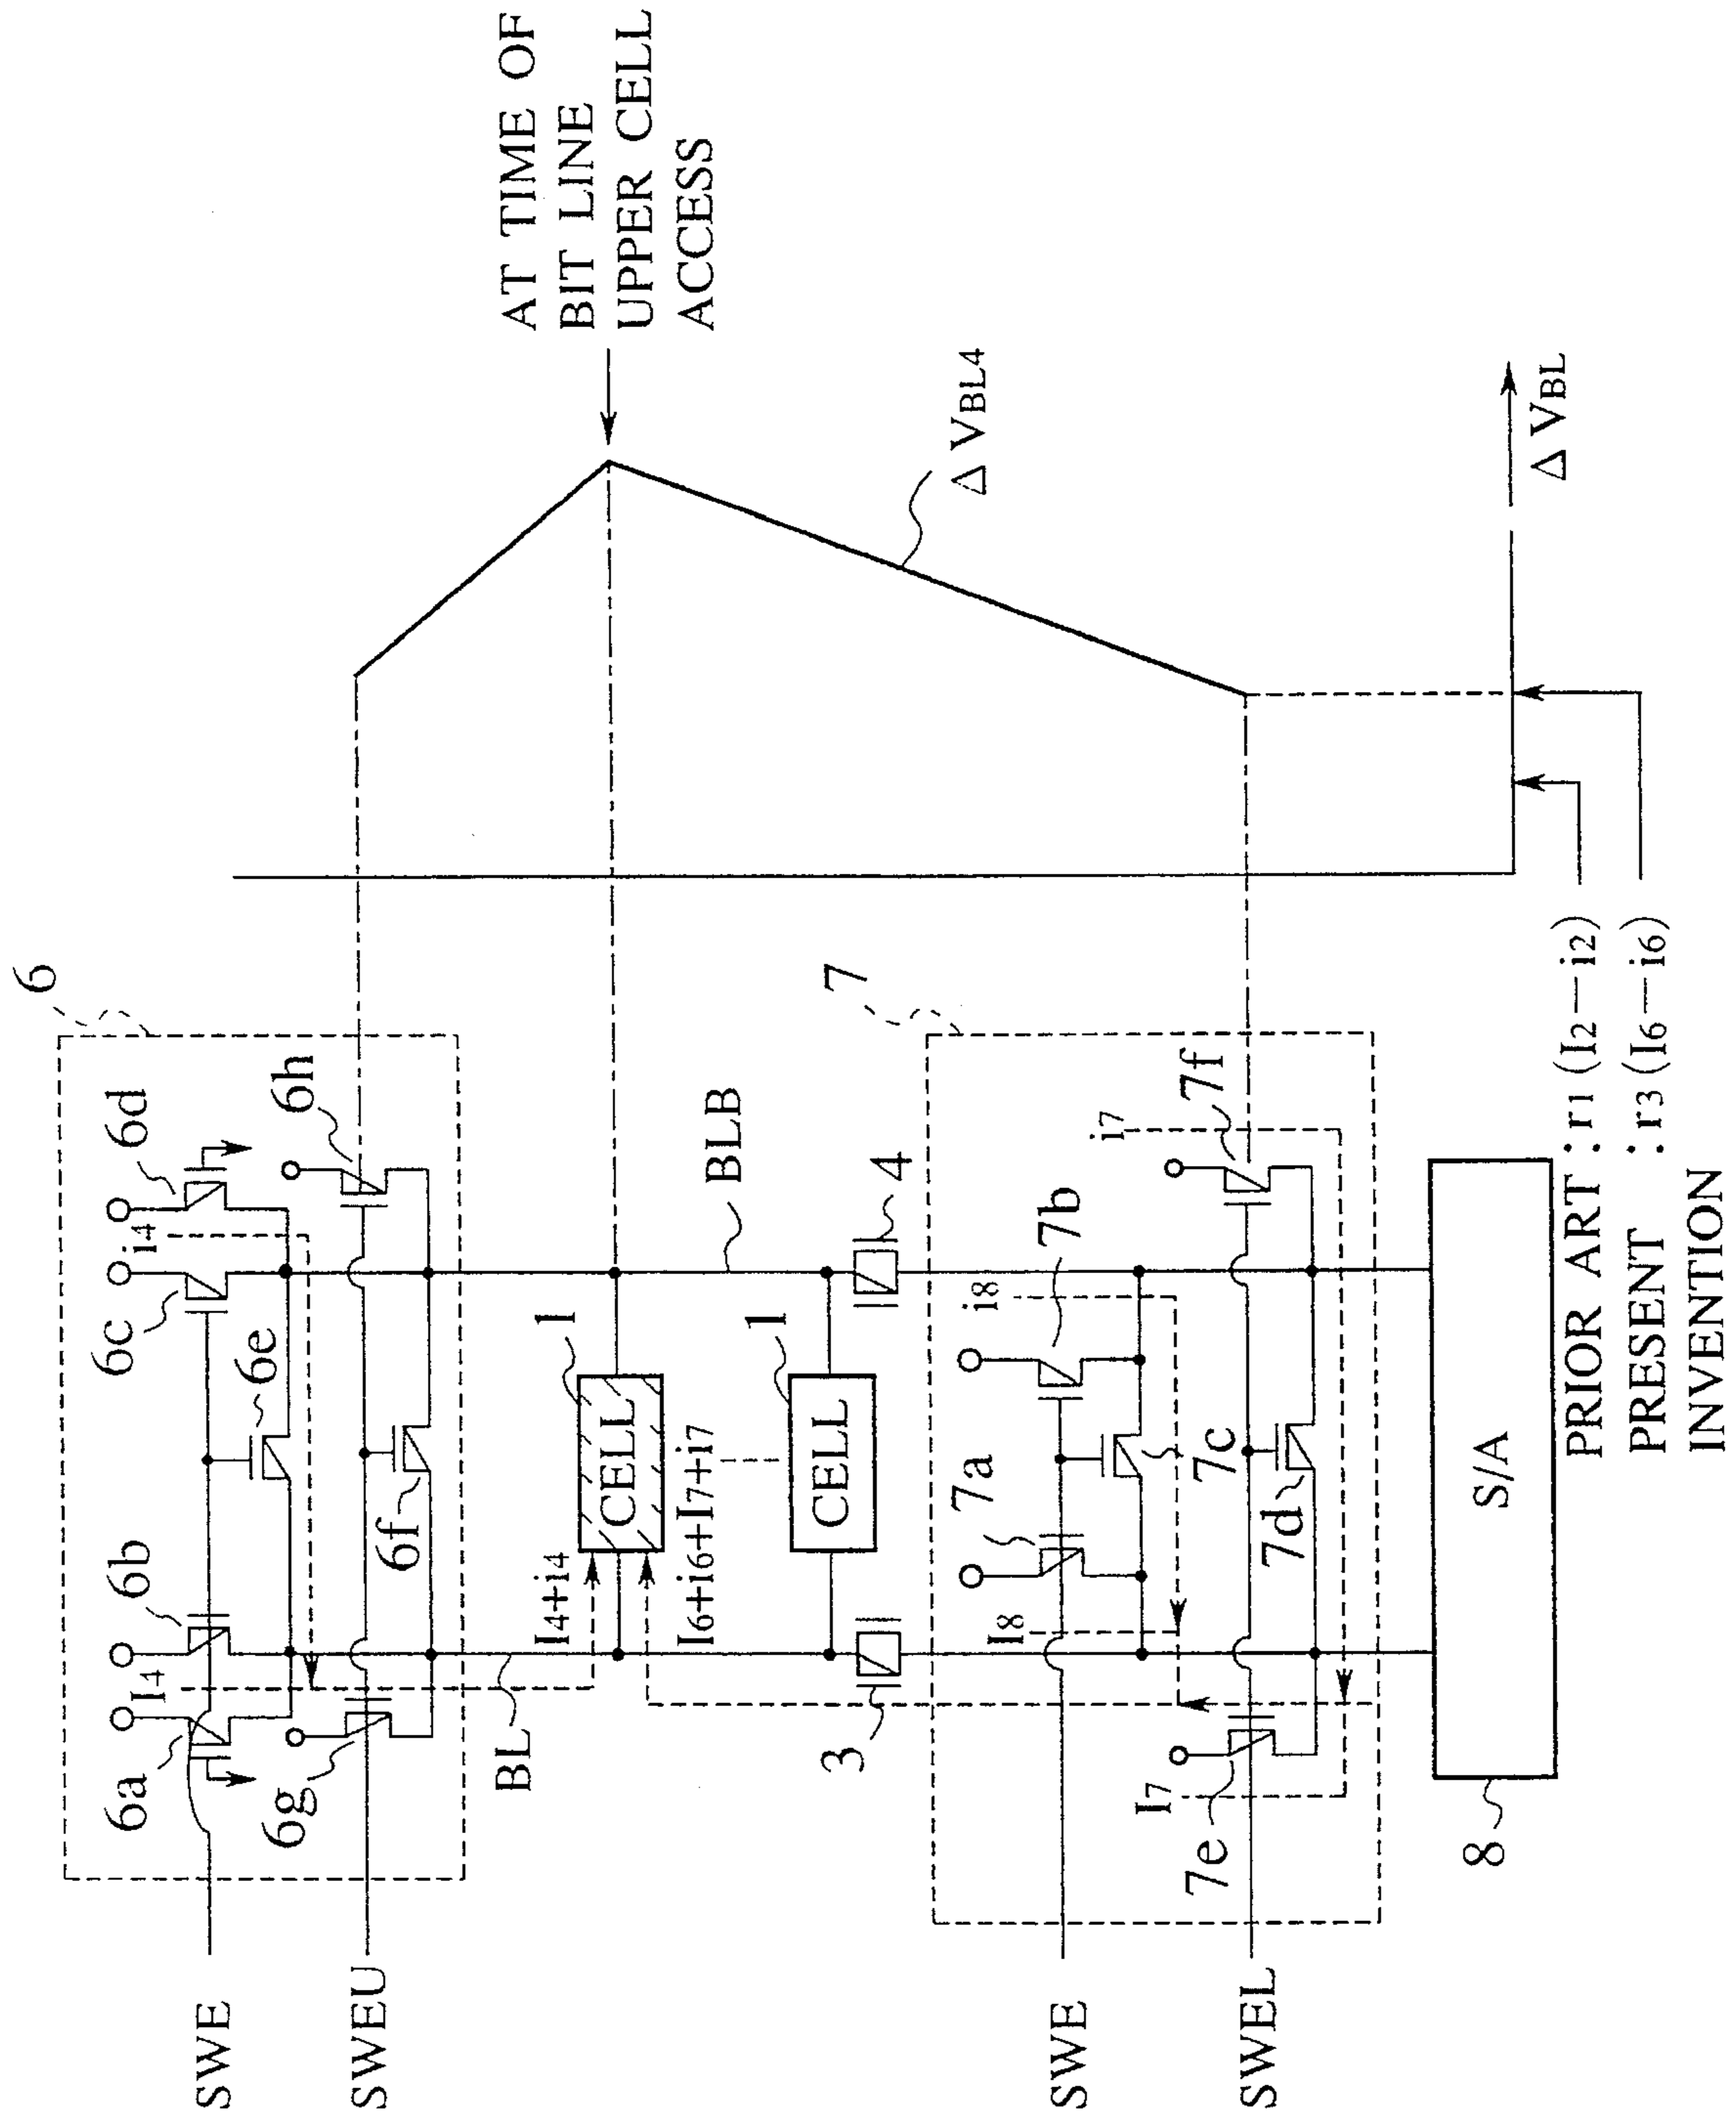 SWE
SWEU
SWE
SWEL
6
6a
6b
6c
6d
6e
6f
6g
6h
I4
i4
BL
BLB
I4+i4
I6+i6+I7+i7
CELL
1
CELL
1
3
4
7
7a
7b
7c
7d
7e
7f
I8
i8
I7
i7
S/A
8
AT TIME OF
BIT LINE
UPPER CELL
ACCESS
ΔVBL4
ΔVBL
PRIOR ART : r1 (I2—i2)
PRESENT : r3 (I6—i6)
INVENTION